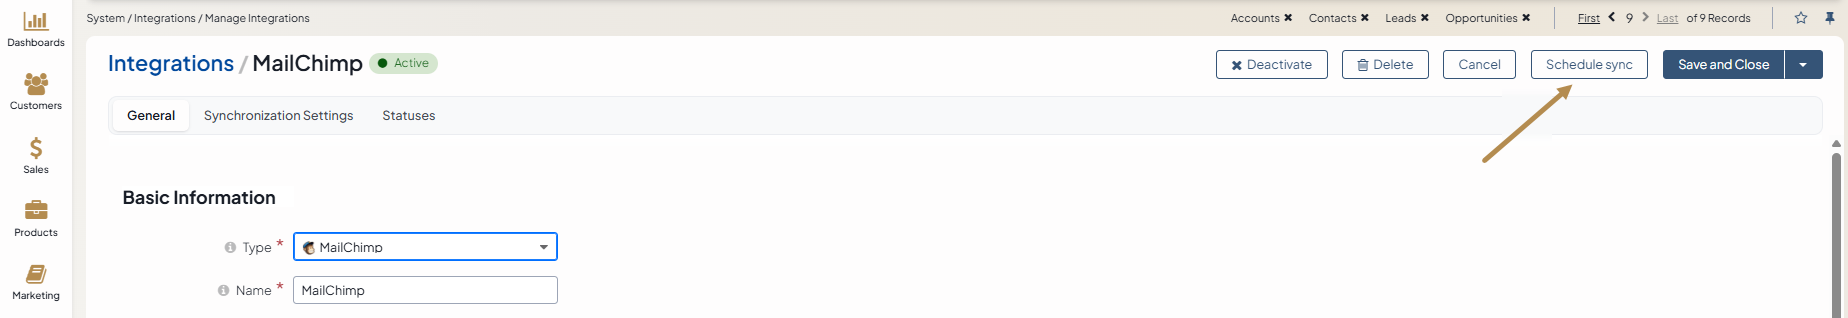 System / Integrations / Manage Integrations
Accounts × Contacts × Leads × Opportunities × First < 9 > Last of 9 Records
Dashboards
Customers
Sales
Products
Marketing
Integrations / MailChimp Active
Deactivate Delete Cancel Schedule sync Save and Close
General Synchronization Settings Statuses
Basic Information
Type * MailChimp
Name * MailChimp